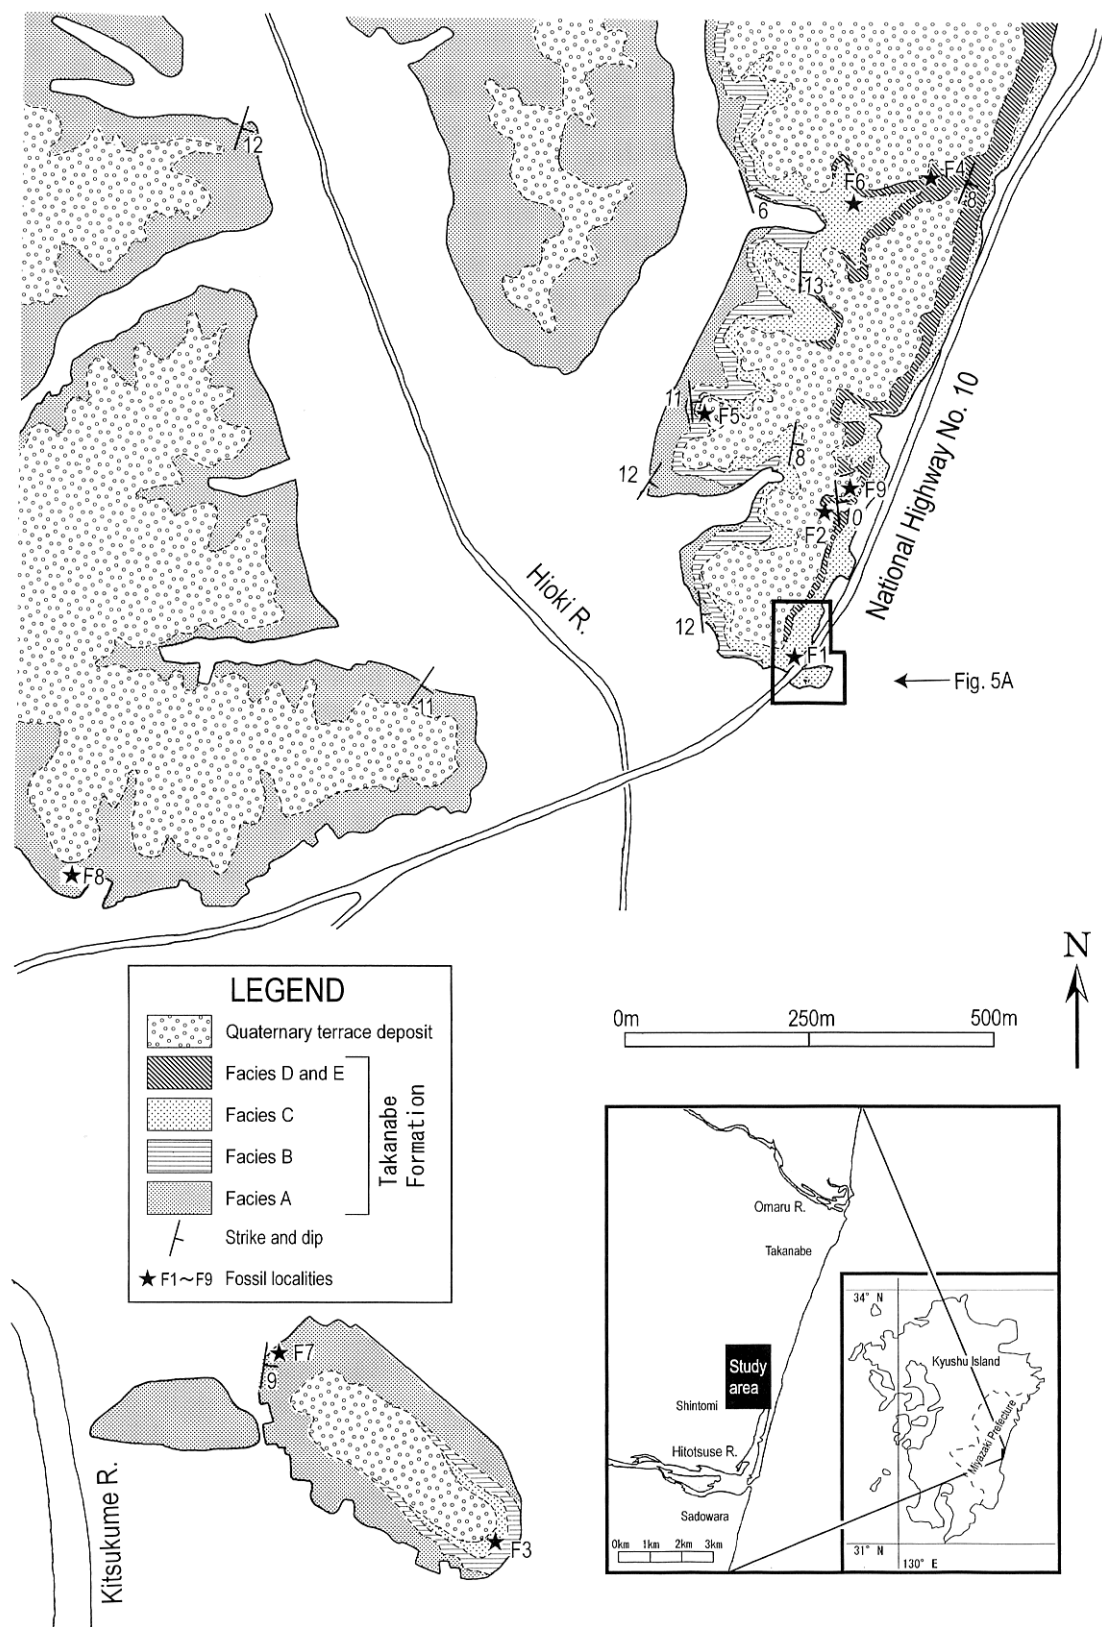 12
F4
F6
8
6
13
11
F5
8
12
F9
0
F2
National Highway No. 10
Hioki R.
12
F1
Fig. 5A
11
F8
N
LEGEND
Quaternary terrace deposit
Facies D and E
Facies C
Facies B
Facies A
Takanabe
Formation
Strike and dip
★ F1～F9 Fossil localities
0m 250m 500m
Omaru R.
Takanabe
Study
area
Shintomi
Hitotsuse R.
Sadowara
0km 1km 2km 3km
34° N
Kyushu Island
Miyazaki Prefecture
31° N
130° E
F7
9
F3
Kitsukume R.